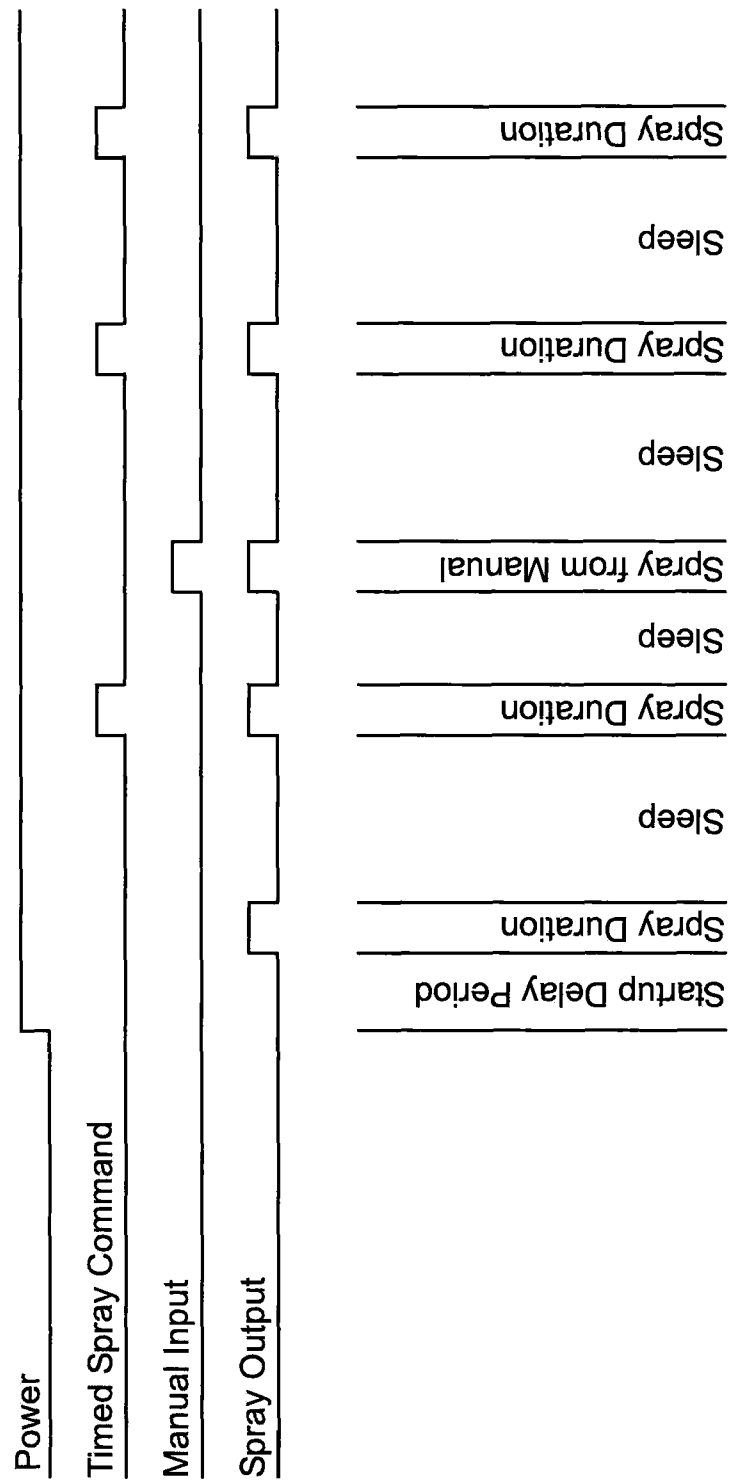 Power
Timed Spray Command
Manual Input
Spray Output
Startup Delay Period
Spray Duration
Sleep
Spray Duration
Sleep
Spray from Manual
Sleep
Spray Duration
Sleep
Spray Duration